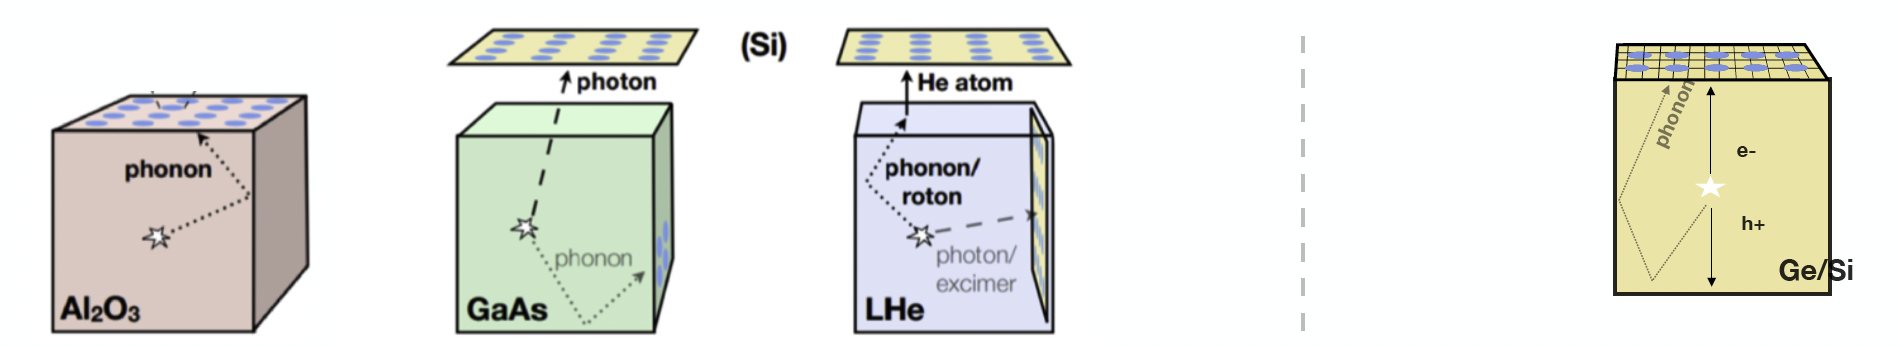 phonon
Al₂O₃
photon
phonon
GaAs
(Si)
He atom
phonon/
roton
photon/
excimer
LHe
phonon
e-
h+
Ge/Si